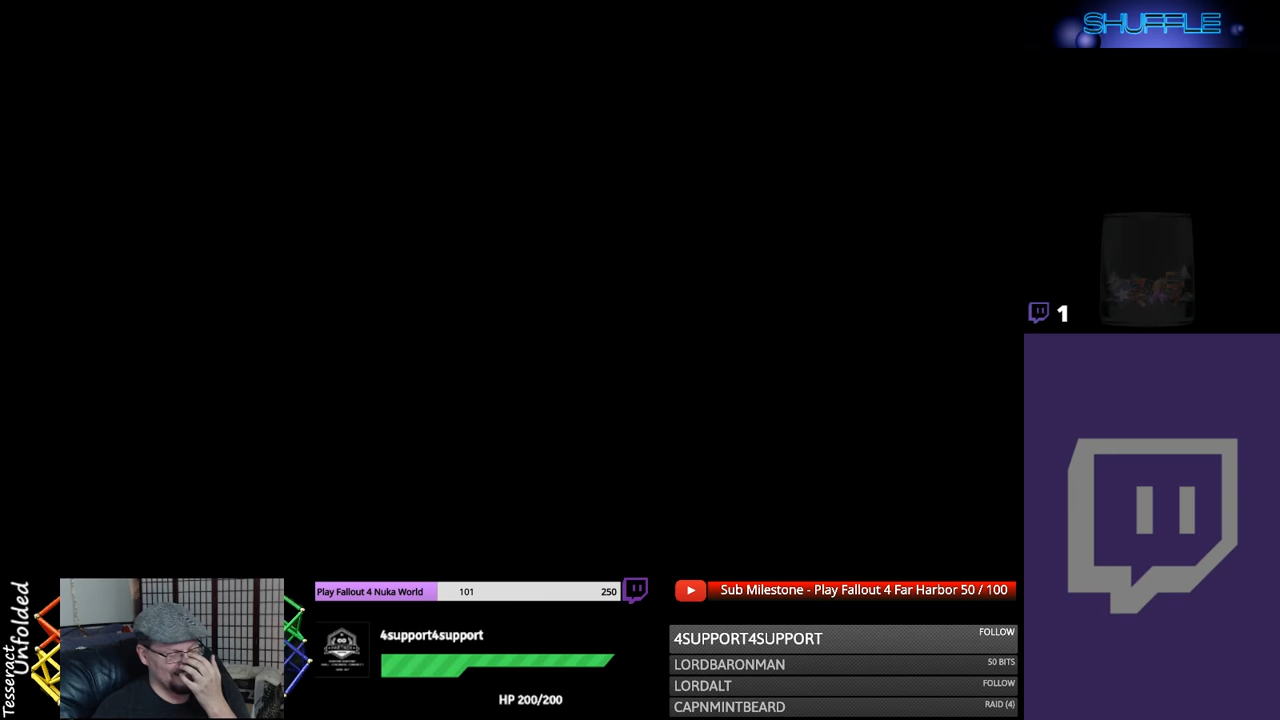 SHUFFLE
1
Tesseract
Unfolded
Play Fallout 4 Nuka World 101 250
Sub Milestone - Play Fallout 4 Far Harbor 50 / 100
4support4support
HP 200/200
4SUPPORT4SUPPORT FOLLOW
LORDBARONMAN 50 BITS
LORDALT FOLLOW
CAPNMINTBEARD RAID (4)